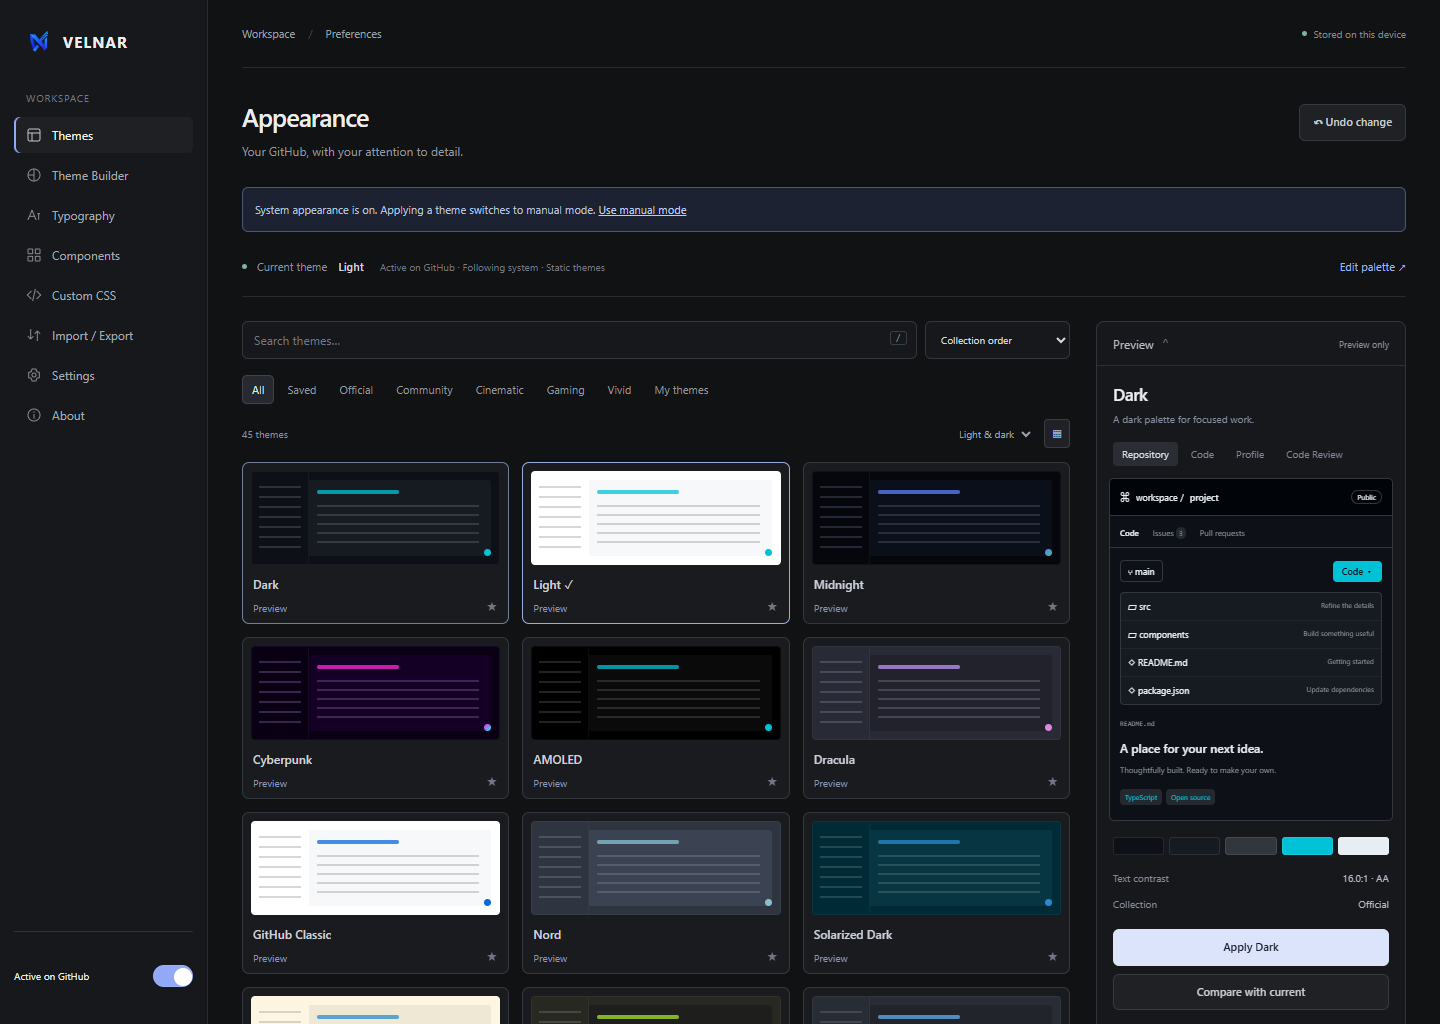 VELNAR
WORKSPACE
Themes
Theme Builder
Typography
Components
Custom CSS
Import / Export
Settings
About
Active on GitHub
Workspace / Preferences
Stored on this device
Appearance
Your GitHub, with your attention to detail.
Undo change
System appearance is on. Applying a theme switches to manual mode. Use manual mode
Current theme Light Active on GitHub · Following system · Static themes
Edit palette ↗
Search themes... /
Collection order
All Saved Official Community Cinematic Gaming Vivid My themes
45 themes
Light & dark
Dark
Preview
Light ✓
Preview
Midnight
Preview
Cyberpunk
Preview
AMOLED
Preview
Dracula
Preview
GitHub Classic
Preview
Nord
Preview
Solarized Dark
Preview
Preview ^
Preview only
Dark
A dark palette for focused work.
Repository Code Profile Code Review
⌘ workspace / project
Public
Code Issues 3 Pull requests
main
Code
src
Refine the details
components
Build something useful
README.md
Getting started
package.json
Update dependencies
README.md
A place for your next idea.
Thoughtfully built. Ready to make your own.
TypeScript Open source
Text contrast
16.0:1 · AA
Collection
Official
Apply Dark
Compare with current